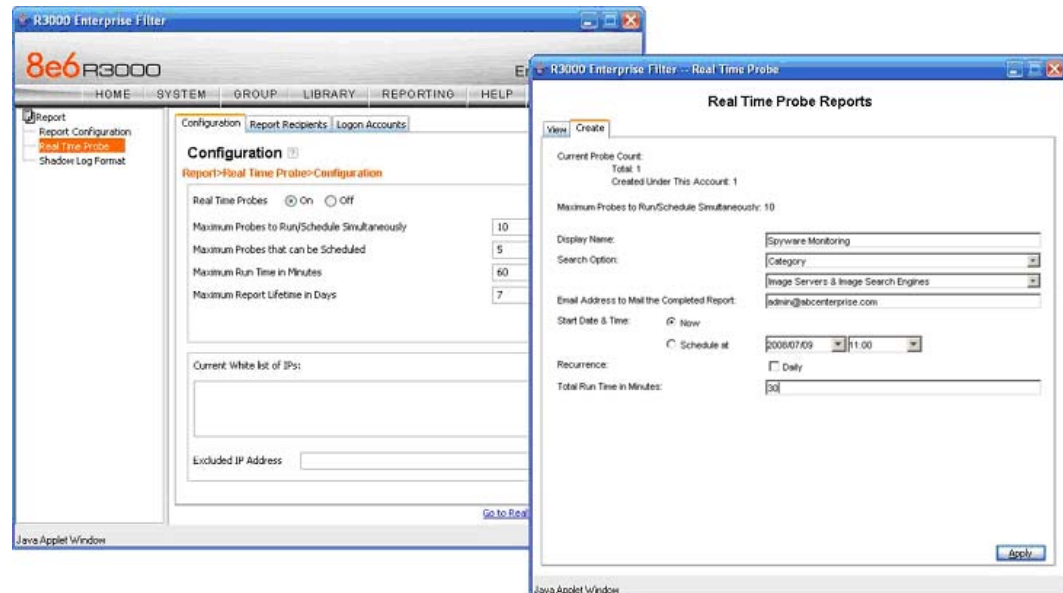 R3000 Enterprise Filter
8e6 R3000
HOME SYSTEM GROUP LIBRARY REPORTING HELP
Report
Report Configuration
Real Time Probe
Shadow Log Format
Configuration Report Recipients Logon Accounts
Configuration ?
Report>Real Time Probe>Configuration
Real Time Probes On Off
Maximum Probes to Run/Schedule Simultaneously 10
Maximum Probes that can be Scheduled 5
Maximum Run Time in Minutes 60
Maximum Report Lifetime in Days 7
Current White list of IPs:
Excluded IP Address
Go to Real
Java Applet Window
R3000 Enterprise Filter -- Real Time Probe
Real Time Probe Reports
View Create
Current Probe Count:
Total: 1
Created Under This Account: 1
Maximum Probes to Run/Schedule Simultaneously: 10
Display Name: Spyware Monitoring
Search Option: Category
Image Servers & Image Search Engines
Email Address to Mail the Completed Report: admin@abcenterprise.com
Start Date & Time: Now
Schedule at 2008/07/09 11:00
Recurrence: Daily
Total Run Time in Minutes: 30
Apply
Java Applet Window